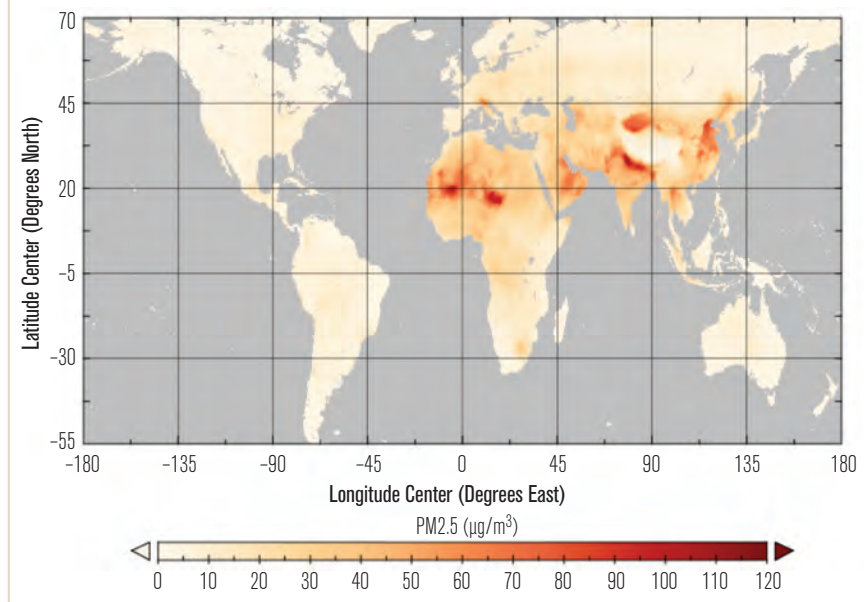 70
45
20
−5
−30
−55
Latitude Center (Degrees North)
−180 −135 −90 −45 0 45 90 135 180
Longitude Center (Degrees East)
PM2.5 (µg/m³)
0 10 20 30 40 50 60 70 80 90 100 110 120